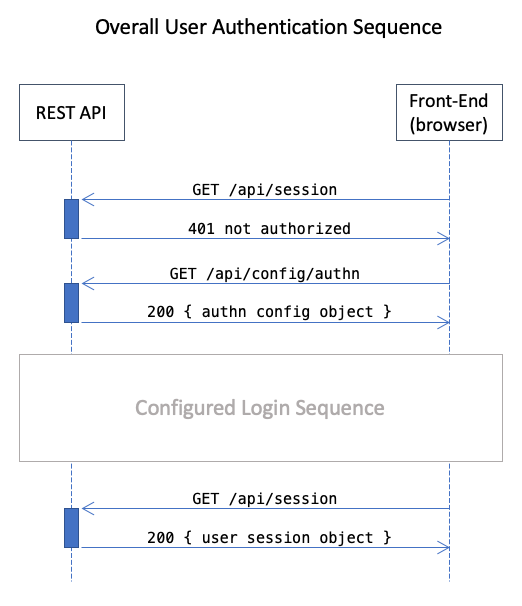 Overall User Authentication Sequence
REST API
Front-End
(browser)
GET /api/session
401 not authorized
GET /api/config/authn
200 { authn config object }
Configured Login Sequence
GET /api/session
200 { user session object }